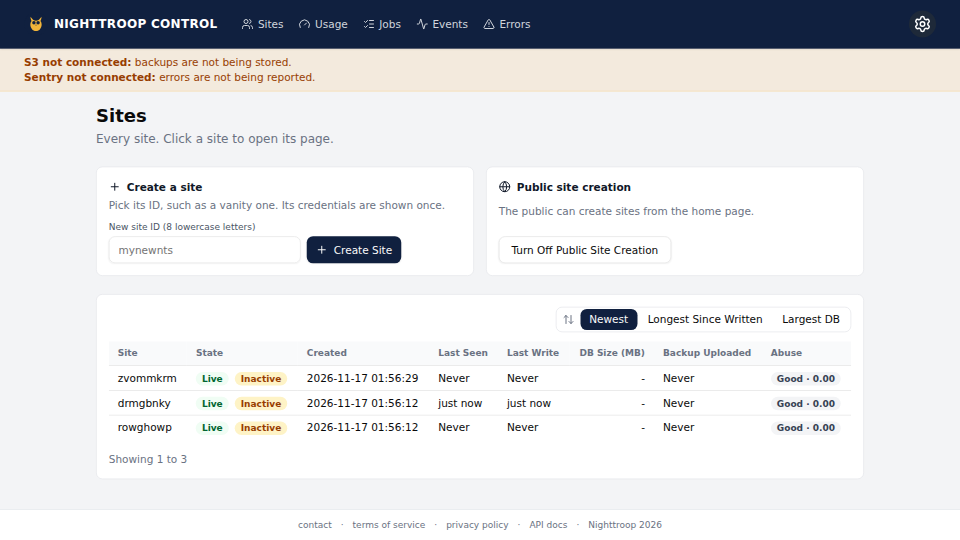 NIGHTTROOP CONTROL Sites Usage Jobs Events Errors
S3 not connected: backups are not being stored.
Sentry not connected: errors are not being reported.
Sites
Every site. Click a site to open its page.
Create a site
Pick its ID, such as a vanity one. Its credentials are shown once.
New site ID (8 lowercase letters)
mynewnts Create Site
Public site creation
The public can create sites from the home page.
Turn Off Public Site Creation
Newest Longest Since Written Largest DB
Site State Created Last Seen Last Write DB Size (MB) Backup Uploaded Abuse
zvommkrm Live Inactive 2026-11-17 01:56:29 Never Never - Never Good · 0.00
drmgbnky Live Inactive 2026-11-17 01:56:12 just now just now - Never Good · 0.00
rowghowp Live Inactive 2026-11-17 01:56:12 Never Never - Never Good · 0.00
Showing 1 to 3
contact · terms of service · privacy policy · API docs · Nighttroop 2026